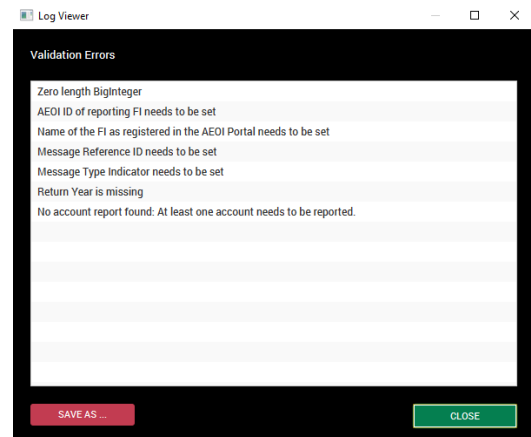 Log Viewer
Validation Errors
Zero length BigInteger
AEOI ID of reporting FI needs to be set
Name of the FI as registered in the AEOI Portal needs to be set
Message Reference ID needs to be set
Message Type Indicator needs to be set
Return Year is missing
No account report found: At least one account needs to be reported.
SAVE AS ...
CLOSE